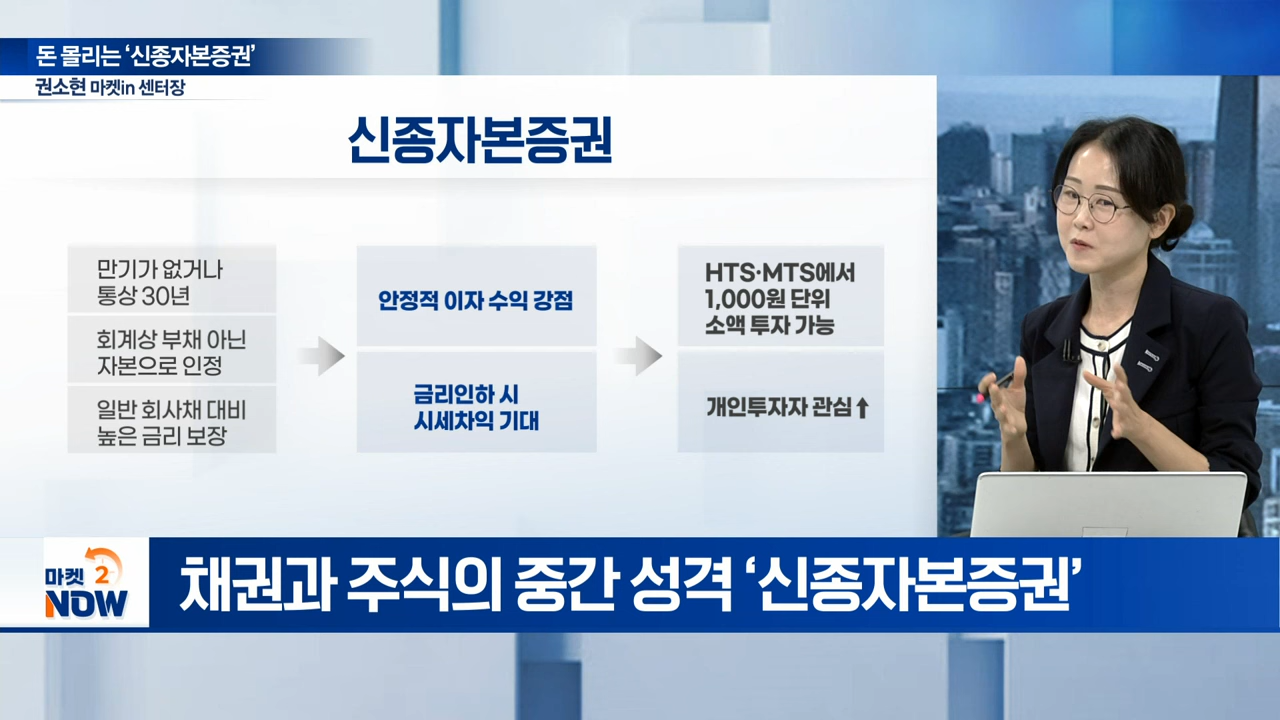 돈 몰리는 ‘신종자본증권’
권소현 마켓in 센터장
신종자본증권
만기가 없거나
통상 30년
회계상 부채 아닌
자본으로 인정
일반 회사채 대비
높은 금리 보장
안정적 이자 수익 강점
금리인하 시
시세차익 기대
HTS·MTS에서
1,000원 단위
소액 투자 가능
개인투자자 관심⬆
마켓 2
NOW
채권과 주식의 중간 성격 ‘신종자본증권’